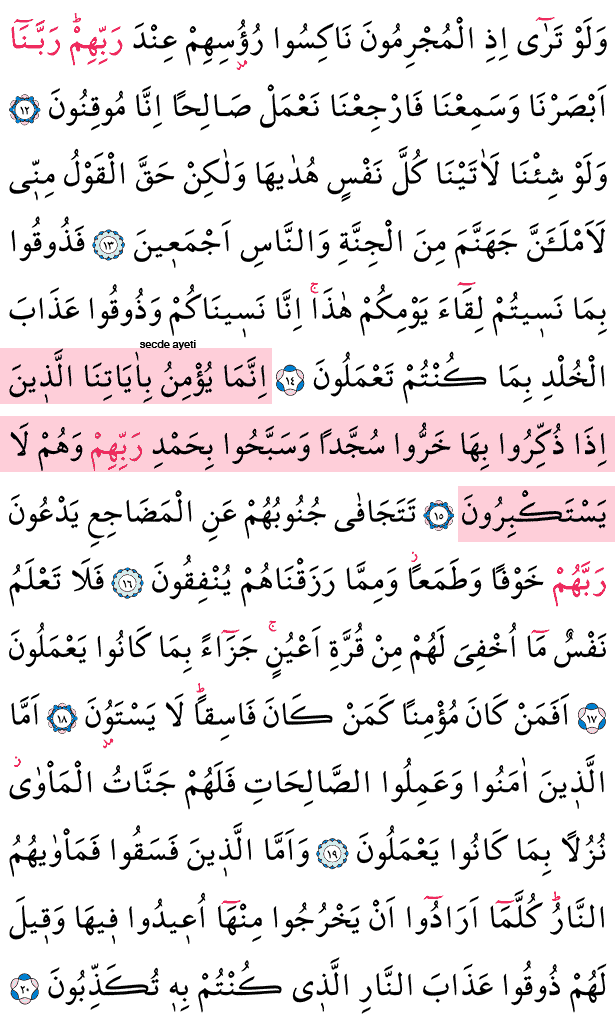 وَلَوْ تَرٰٓى اِذِ الْمُجْرِمُونَ نَاكِسُوا رُؤُ۫سِهِمْ عِنْدَ رَبِّهِمْۜ رَبَّنَٓا
اَبْصَرْنَا وَسَمِعْنَا فَارْجِعْنَا نَعْمَلْ صَالِحًا اِنَّا مُوقِنُونَ ﴿١٢﴾
وَلَوْ شِئْنَا لَاٰتَيْنَا كُلَّ نَفْسٍ هُدٰيهَا وَلٰكِنْ حَقَّ الْقَوْلُ مِنّ۪ى
لَاَمْلَـَٔنَّ جَهَنَّمَ مِنَ الْجِنَّةِ وَالنَّاسِ اَجْمَع۪ينَ ﴿١٣﴾ فَذُوقُوا
بِمَا نَس۪يتُمْ لِقَٓاءَ يَوْمِكُمْ هٰذَاۚ اِنَّا نَس۪ينَاكُمْ وَذُوقُوا عَذَابَ
secde ayeti
الْخُلْدِ بِمَا كُنْتُمْ تَعْمَلُونَ ﴿١٤﴾ اِنَّمَا يُؤْمِنُ بِاٰيَاتِنَا الَّذ۪ينَ
اِذَا ذُكِّرُوا بِهَا خَرُّوا سُجَّداً وَسَبَّحُوا بِحَمْدِ رَبِّهِمْ وَهُمْ لَا
يَسْتَكْبِرُونَ ﴿١٥﴾ تَتَجَافٰى جُنُوبُهُمْ عَنِ الْمَضَاجِعِ يَدْعُونَ
رَبَّهُمْ خَوْفًا وَطَمَعاًۘ وَمِمَّا رَزَقْنَاهُمْ يُنْفِقُونَ ﴿١٦﴾ فَلَا تَعْلَمُ
نَفْسٌ مَٓا اُخْفِىَ لَهُمْ مِنْ قُرَّةِ اَعْيُنٍۚ جَزَٓاءً بِمَا كَانُوا يَعْمَلُونَ
﴿١٧﴾ اَفَمَنْ كَانَ مُؤْمِنًا كَمَنْ كَانَ فَاسِقاًۜ لَا يَسْتَوُ۫نَ ﴿١٨﴾ اَمَّا
الَّذ۪ينَ اٰمَنُوا وَعَمِلُوا الصَّالِحَاتِ فَلَهُمْ جَنَّاتُ الْمَاْوٰىۘ
نُزُلًا بِمَا كَانُوا يَعْمَلُونَ ﴿١٩﴾ وَاَمَّا الَّذ۪ينَ فَسَقُوا فَمَاْوٰيهُمُ
النَّارُۜ كُلَّمَٓا اَرَادُٓوا اَنْ يَخْرُجُوا مِنْهَٓا اُع۪يدُوا ف۪يهَا وَق۪يلَ
لَهُمْ ذُوقُوا عَذَابَ النَّارِ الَّذ۪ى كُنْتُمْ بِه۪ تُكَذِّبُونَ ﴿٢٠﴾